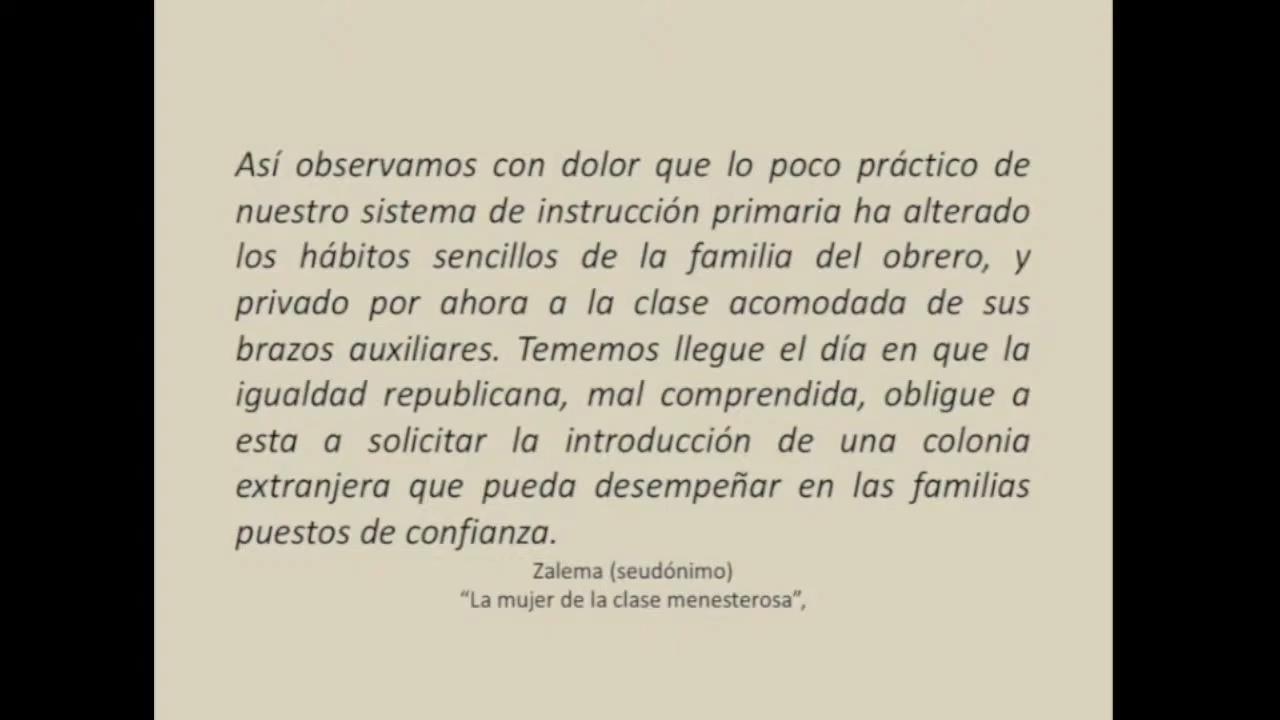 Así observamos con dolor que lo poco práctico de
nuestro sistema de instrucción primaria ha alterado
los hábitos sencillos de la familia del obrero, y
privado por ahora a la clase acomodada de sus
brazos auxiliares. Tememos llegue el día en que la
igualdad republicana, mal comprendida, obligue a
esta a solicitar la introducción de una colonia
extranjera que pueda desempeñar en las familias
puestos de confianza.
Zalema (seudónimo)
“La mujer de la clase menesterosa”,